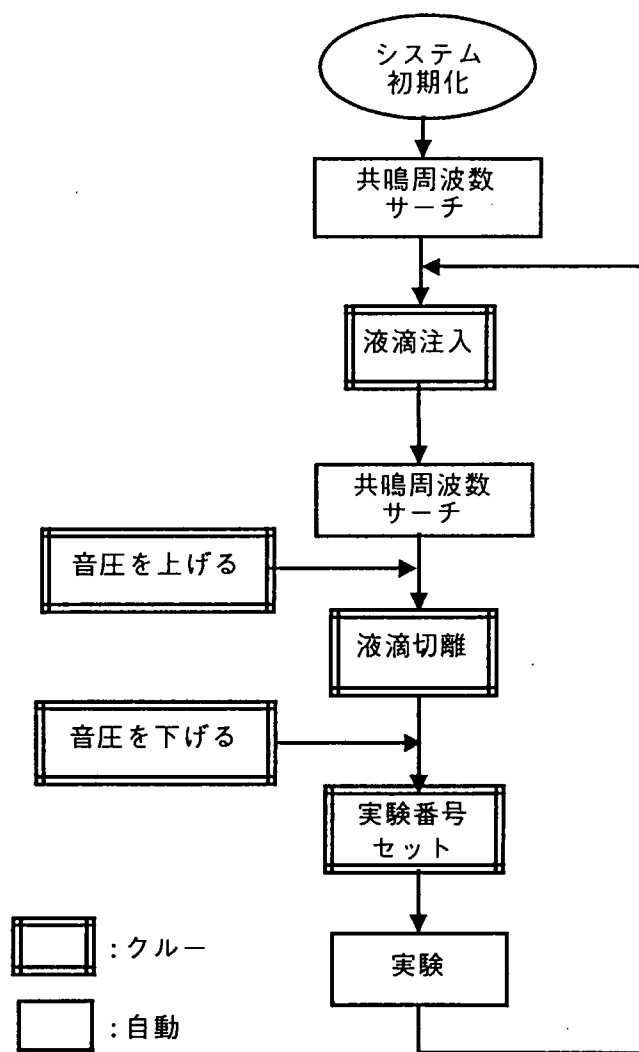 システム
初期化
共鳴周波数
サーチ
液滴注入
共鳴周波数
サーチ
音圧を上げる
液滴切離
音圧を下げる
実験番号
セット
実験
:クルー
:自動